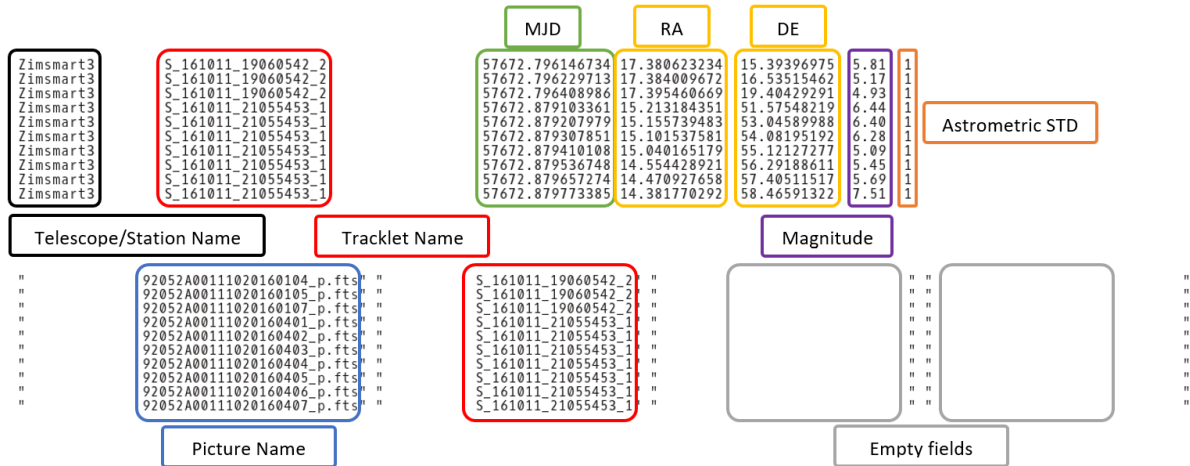 MJD RA DE
Zimsmart3 S_161011_19060542_2 57672.796146734 17.380623234 15.39396975 5.81 1
Zimsmart3 S_161011_19060542_2 57672.796229713 17.384009672 16.53515462 5.17 1
Zimsmart3 S_161011_19060542_2 57672.796408986 17.395460669 19.40429291 4.93 1
Zimsmart3 S_161011_21055453_1 57672.879103361 15.213184351 51.57548219 6.44 1
Zimsmart3 S_161011_21055453_1 57672.879207979 15.155739483 53.04589988 6.40 1
Zimsmart3 S_161011_21055453_1 57672.879307851 15.101537581 54.08195192 6.28 1
Zimsmart3 S_161011_21055453_1 57672.879410108 15.040165179 55.12127277 5.09 1
Zimsmart3 S_161011_21055453_1 57672.879536748 14.554428921 56.29188611 5.45 1
Zimsmart3 S_161011_21055453_1 57672.879657274 14.470927658 57.40511517 5.69 1
Zimsmart3 S_161011_21055453_1 57672.879773385 14.381770292 58.46591322 7.51 1
Astrometric STD
Telescope/Station Name Tracklet Name Magnitude
" 92052A00111020160104_p.fts" " S_161011_19060542_2" " " " "
" 92052A00111020160105_p.fts" " S_161011_19060542_2" " " " "
" 92052A00111020160107_p.fts" " S_161011_19060542_2" " " " "
" 92052A00111020160401_p.fts" " S_161011_21055453_1" " " " "
" 92052A00111020160402_p.fts" " S_161011_21055453_1" " " " "
" 92052A00111020160403_p.fts" " S_161011_21055453_1" " " " "
" 92052A00111020160404_p.fts" " S_161011_21055453_1" " " " "
" 92052A00111020160405_p.fts" " S_161011_21055453_1" " " " "
" 92052A00111020160406_p.fts" " S_161011_21055453_1" " " " "
" 92052A00111020160407_p.fts" " S_161011_21055453_1" " " " "
Picture Name Empty fields